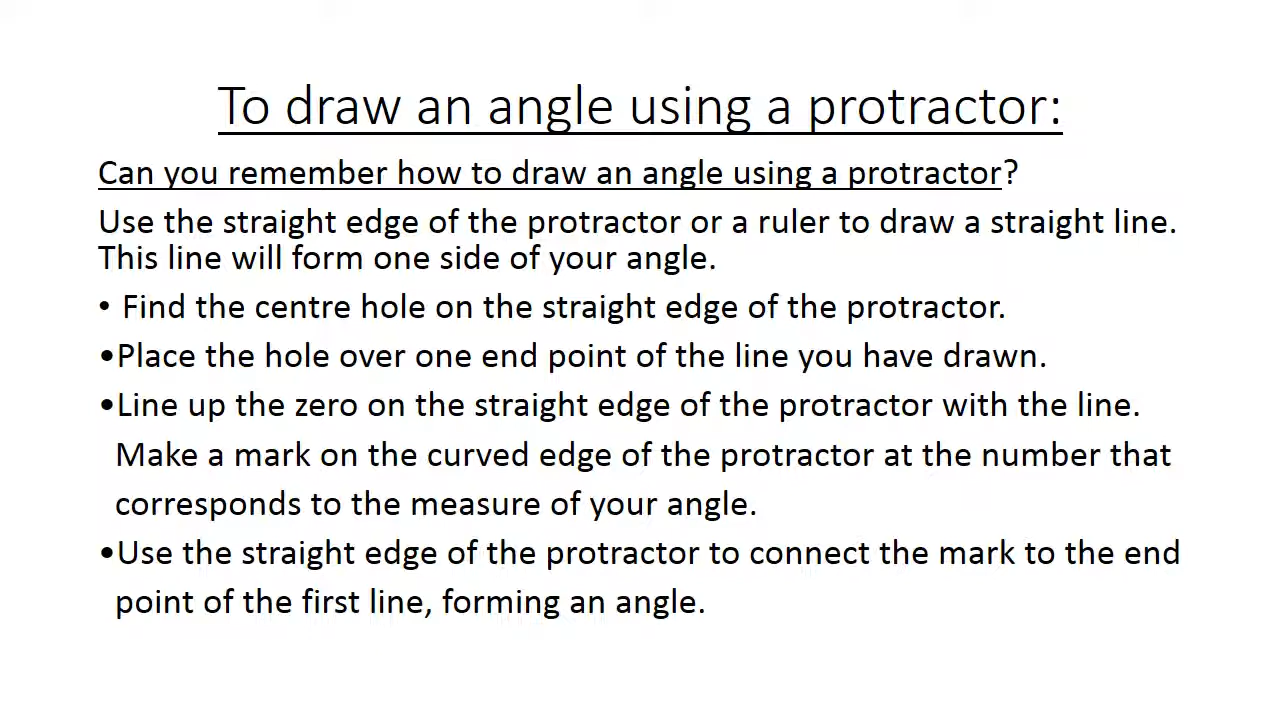 To draw an angle using a protractor:
Can you remember how to draw an angle using a protractor?
Use the straight edge of the protractor or a ruler to draw a straight line.
This line will form one side of your angle.
• Find the centre hole on the straight edge of the protractor.
•Place the hole over one end point of the line you have drawn.
•Line up the zero on the straight edge of the protractor with the line.
Make a mark on the curved edge of the protractor at the number that
corresponds to the measure of your angle.
•Use the straight edge of the protractor to connect the mark to the end
point of the first line, forming an angle.